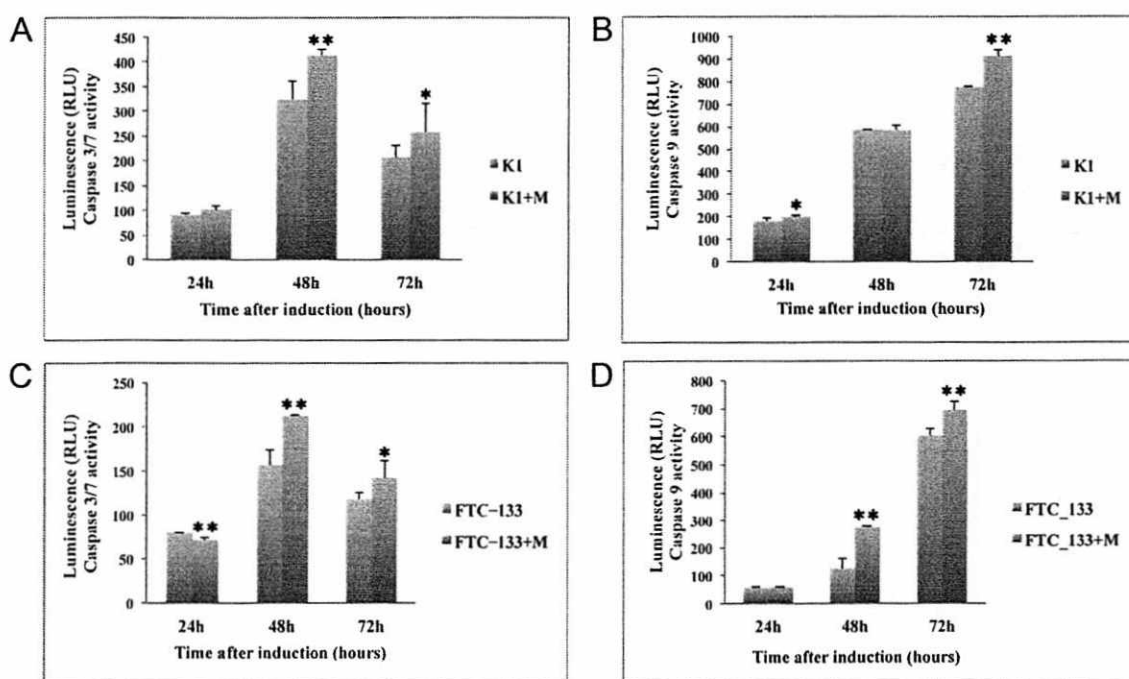 A
Luminescence (RLU)
Caspase 3/7 activity
450
400
350
300
250
200
150
100
50
0
**
*
24h 48h 72h
Time after induction (hours)
K1
K1+M
B
Luminescence (RLU)
Caspase 9 activity
1000
900
800
700
600
500
400
300
200
100
0
*
**
24h 48h 72h
Time after induction (hours)
K1
K1+M
C
Luminescence (RLU)
Caspase 3/7 activity
250
200
150
100
50
0
**
**
*
24h 48h 72h
Time after induction (hours)
FTC-133
FTC-133+M
D
Luminescence (RLU)
Caspase 9 activity
800
700
600
500
400
300
200
100
0
**
**
24h 48h 72h
Time after induction (hours)
FTC_133
FTC_133+M